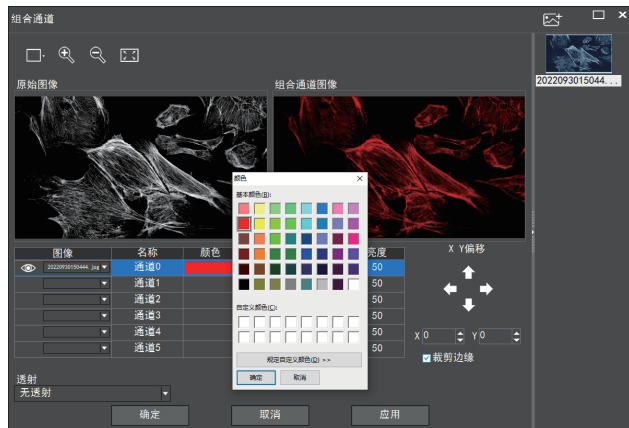 组合通道
原始图像
组合通道图像
2022093015044...
颜色
基本颜色(B):
自定义颜色(C):
规定自定义颜色(D) >>
确定
取消
图像
名称
颜色
亮度
20220930150444.jpg
通道0
50
通道1
50
通道2
50
通道3
50
通道4
50
通道5
50
X Y偏移
X 0
Y 0
裁剪边缘
透射
无透射
确定
取消
应用